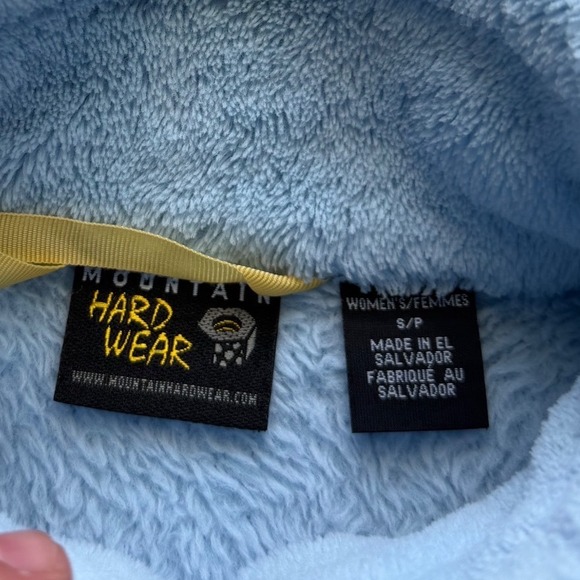 MOUNTAIN
HARD
WEAR
WWW.MOUNTAINHARDWEAR.COM
WOMEN'S/FEMMES
S/P
MADE IN EL
SALVADOR
FABRIQUÉ AU
SALVADOR